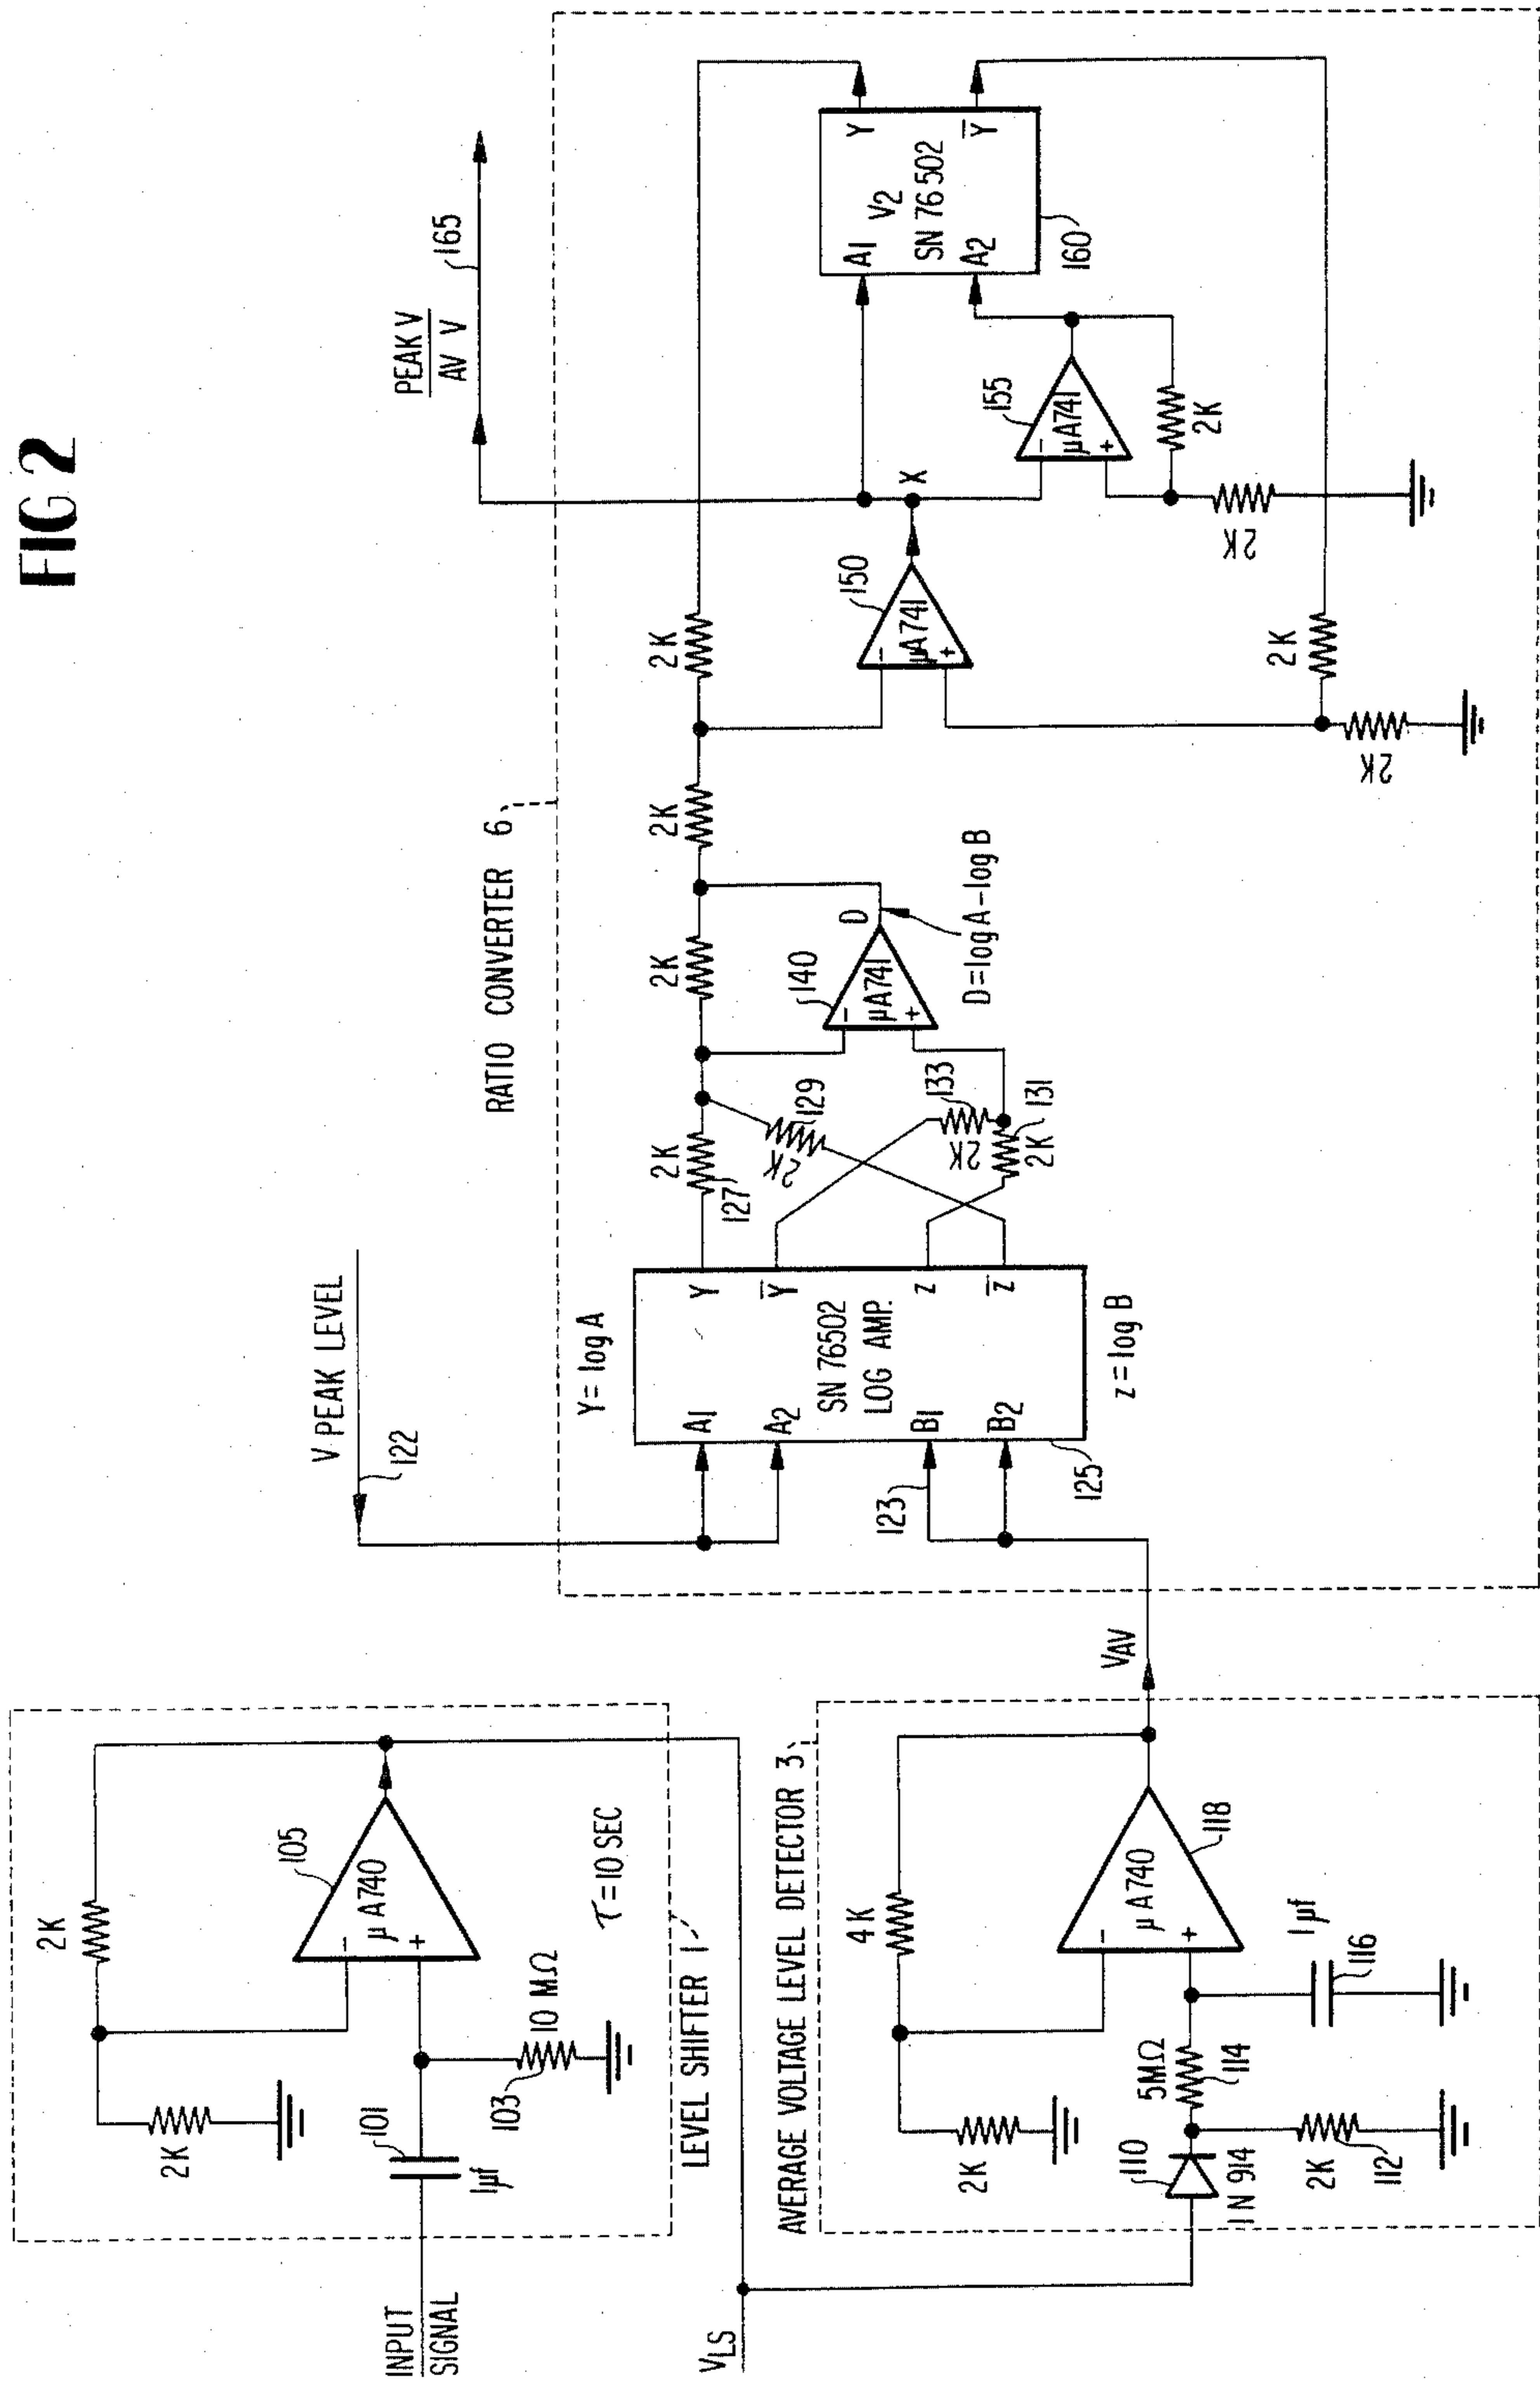 FIG 2
2K
2K
105
μA740
-
+
INPUT
SIGNAL
101
1μf
103
10 MΩ
τ=10 SEC
LEVEL SHIFTER 1
VLS
AVERAGE VOLTAGE LEVEL DETECTOR 3
4K
2K
μA740
-
+
118
110
1N 914
5MΩ
114
2K
112
1μf
116
VAV
V PEAK LEVEL
122
RATIO CONVERTER 6
Y=logA
A1
A2
B1
B2
SN 76502
LOG AMP.
Y
Y̅
z
z̅
z=logB
123
125
2K
127
2K
129
2K
133
2K
131
2K
140
μA741
-
+
D
D=logA-logB
2K
2K
150
μA741
-
+
X
2K
2K
PEAK V
AV V
165
155
μA741
-
+
2K
2K
A1
A2
V2
SN 76 502
Y
Y̅
160